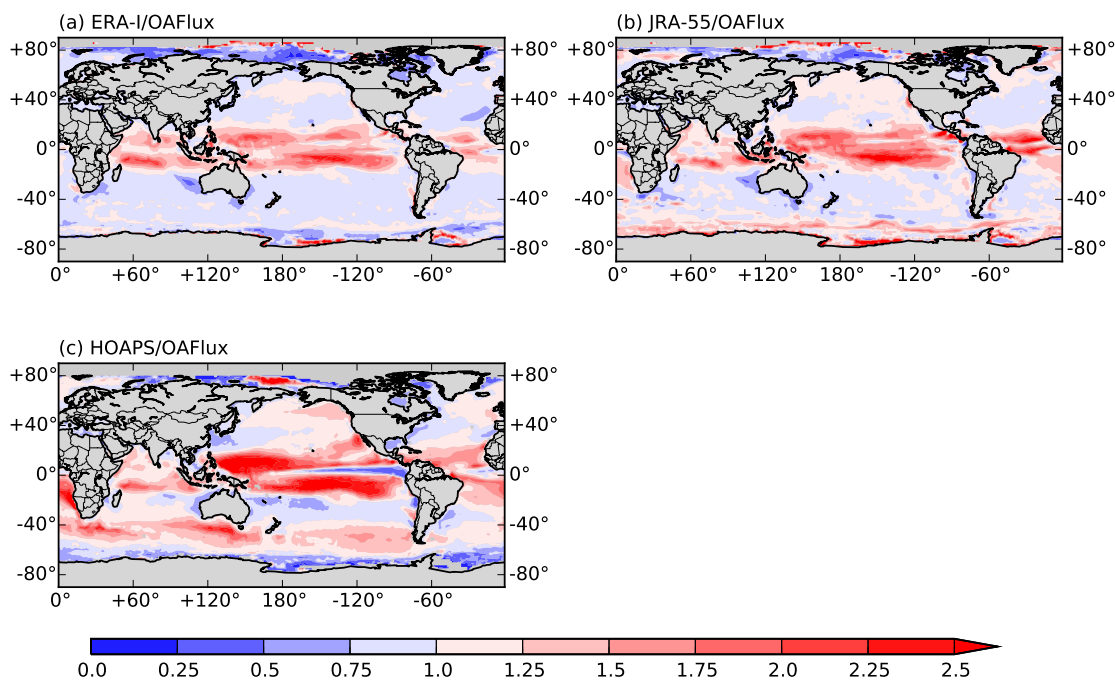 (a) ERA-I/OAFlux
(b) JRA-55/OAFlux
+80° +80° +80° +80°
+40° +40° +40° +40°
0° 0° 0° 0°
-40° -40° -40° -40°
-80° -80° -80° -80°
0° +60° +120° 180° -120° -60° 0° +60° +120° 180° -120° -60°
(c) HOAPS/OAFlux
+80° +80°
+40° +40°
0° 0°
-40° -40°
-80° -80°
0° +60° +120° 180° -120° -60°
0.0 0.25 0.5 0.75 1.0 1.25 1.5 1.75 2.0 2.25 2.5